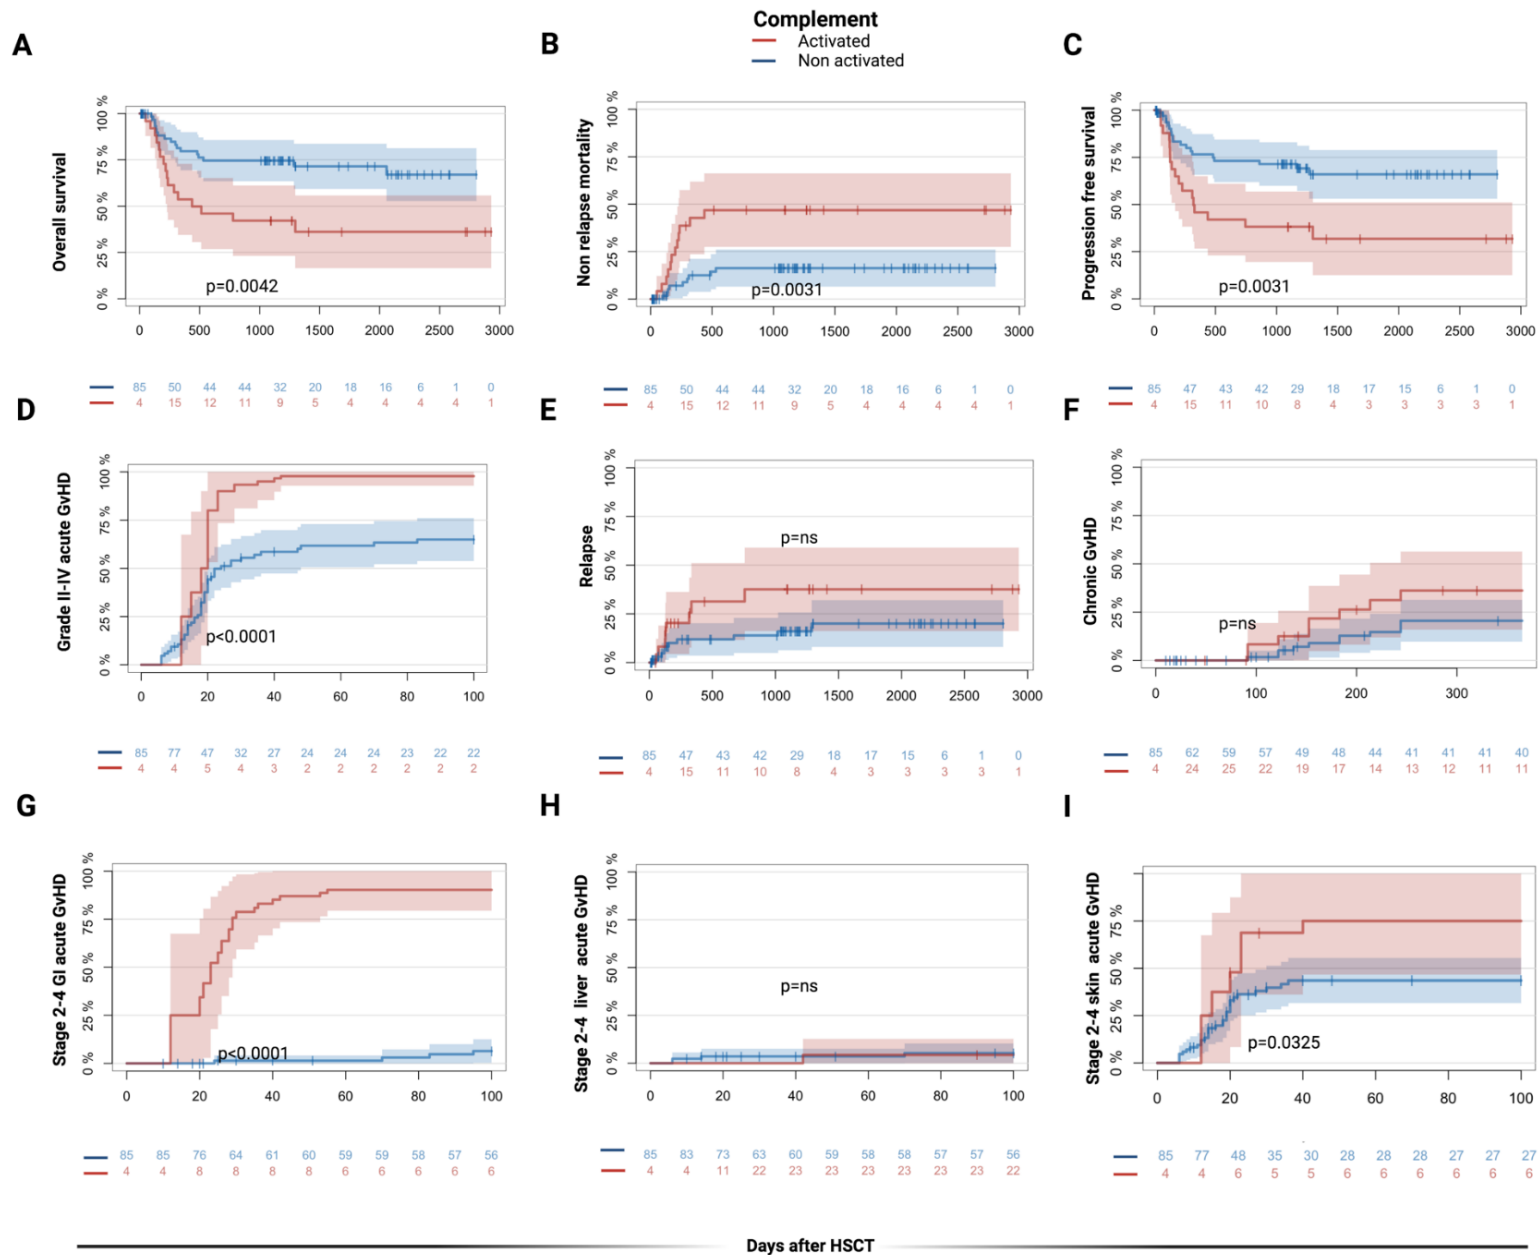 Complement
Activated
Non activated
A
Overall survival
100 %
75 %
50 %
25 %
0 %
p=0.0042
0 500 1000 1500 2000 2500 3000
85 50 44 44 32 20 18 16 6 1 0
4 15 12 11 9 5 4 4 4 4 1
B
Non relapse mortality
100 %
75 %
50 %
25 %
0 %
p=0.0031
0 500 1000 1500 2000 2500 3000
85 50 44 44 32 20 18 16 6 1 0
4 15 12 11 9 5 4 4 4 4 1
C
Progression free survival
100 %
75 %
50 %
25 %
0 %
p=0.0031
0 500 1000 1500 2000 2500 3000
85 47 43 42 29 18 17 15 6 1 0
4 15 11 10 8 4 3 3 3 3 1
D
Grade II-IV acute GvHD
100 %
75 %
50 %
25 %
0 %
p<0.0001
0 20 40 60 80 100
85 77 47 32 27 24 24 24 23 22 22
4 4 5 4 3 2 2 2 2 2 2
E
Relapse
100 %
75 %
50 %
25 %
0 %
p=ns
0 500 1000 1500 2000 2500 3000
85 47 43 42 29 18 17 15 6 1 0
4 15 11 10 8 4 3 3 3 3 1
F
Chronic GvHD
100 %
75 %
50 %
25 %
0 %
p=ns
0 100 200 300
85 62 59 57 49 48 44 41 41 41 40
4 24 25 22 19 17 14 13 12 11 11
G
Stage 2-4 GI acute GvHD
100 %
75 %
50 %
25 %
0 %
p<0.0001
0 20 40 60 80 100
85 85 76 64 61 60 59 59 58 57 56
4 4 8 8 8 8 6 6 6 6 6
H
Stage 2-4 liver acute GvHD
100 %
75 %
50 %
25 %
0 %
p=ns
0 20 40 60 80 100
85 83 73 63 60 59 58 58 57 57 56
4 4 11 22 23 23 23 23 23 23 22
I
Stage 2-4 skin acute GvHD
100 %
75 %
50 %
25 %
0 %
p=0.0325
0 20 40 60 80 100
85 77 48 35 30 28 28 28 27 27 27
4 4 6 5 5 6 6 6 6 6 6
Days after HSCT